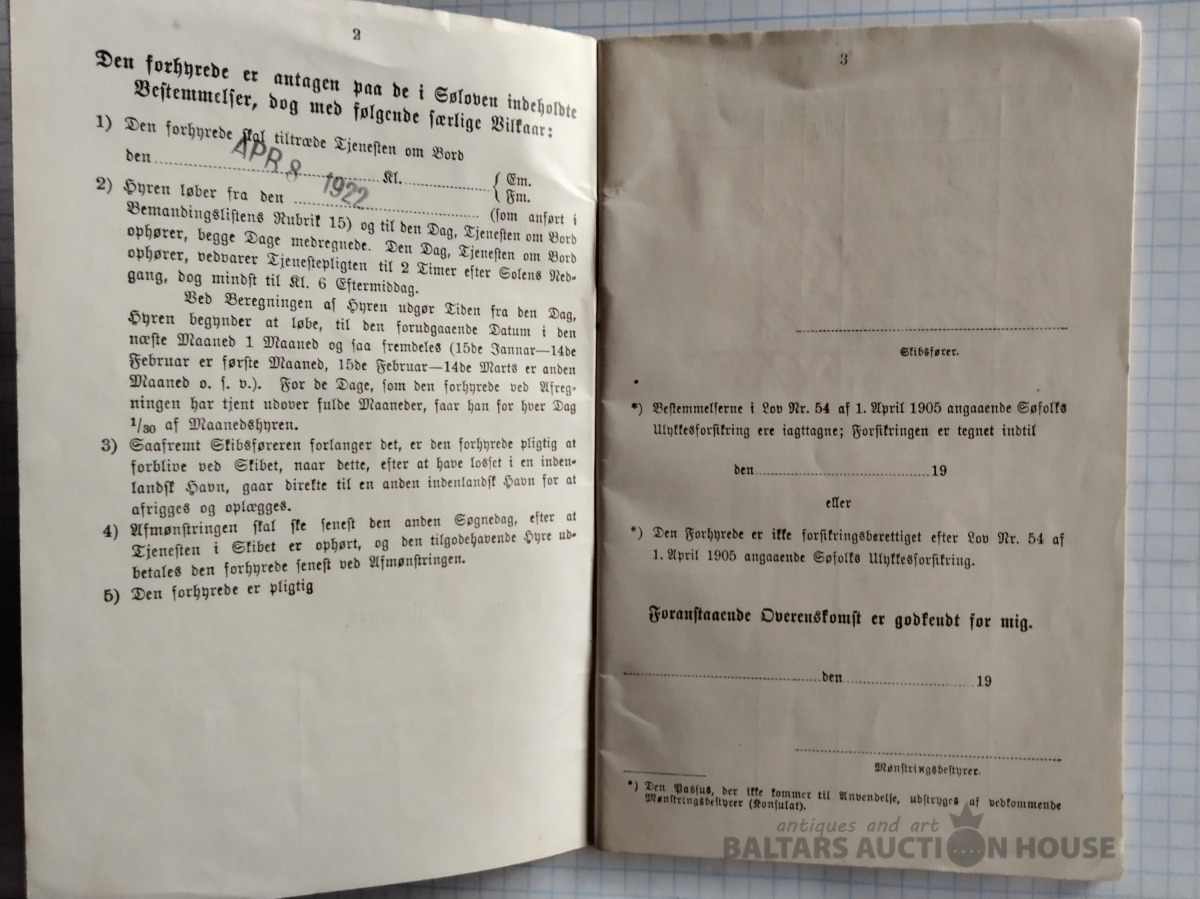 2
Den forhyrede er antagen paa de i Søloven indeholdte
Bestemmelser, dog med følgende særlige Vilkaar:
1) Den forhyrede skal tiltræde Tjenesten om Bord
den Kl. { Em.
Fm.
APR 8 1922
2) Hyren løber fra den (som anført i
Bemandingslistens Rubrik 15) og til den Dag, Tjenesten om Bord
ophører, begge Dage medregnede. Den Dag, Tjenesten om Bord
ophører, vedvarer Tjenestepligten til 2 Timer efter Solens Ned-
gang, dog mindst til Kl. 6 Eftermiddag.
Ved Beregningen af Hyren udgør Tiden fra den Dag,
Hyren begynder at løbe, til den forudgaaende Datum i den
næste Maaned 1 Maaned og saa fremdeles (15de Januar—14de
Februar er første Maaned, 15de Februar—14de Marts er anden
Maaned o. s. v.). For de Dage, som den forhyrede ved Afreg-
ningen har tjent udover fulde Maaneder, faar han for hver Dag
1/30 af Maanedshyren.
3) Saafremt Skibsføreren forlanger det, er den forhyrede pligtig at
forblive ved Skibet, naar dette, efter at have losset i en inden-
landsk Havn, gaar direkte til en anden indenlandsk Havn for at
afrigges og oplægges.
4) Afmønstringen skal ske senest den anden Søgnedag, efter at
Tjenesten i Skibet er ophørt, og den tilgodehavende Hyre ud-
betales den forhyrede senest ved Afmønstringen.
5) Den forhyrede er pligtig
3
Skibsfører.
*) Bestemmelserne i Lov Nr. 54 af 1. April 1905 angaaende Søfolks
Ulykkesforsikring ere iagttagne; Forsikringen er tegnet indtil
den 19
eller
*) Den Forhyrede er ikke forsikringsberettiget efter Lov Nr. 54 af
1. April 1905 angaaende Søfolks Ulykkesforsikring.
Foranstaaende Overenskomst er godkendt for mig.
den 19
Mønstringsbestyrer.
*) Den Passus, der ikke kommer til Anvendelse, udstryges af vedkommende
Mønstringsbestyrer (Konsulat).
antiques and art
BALTARS AUCTION HOUSE